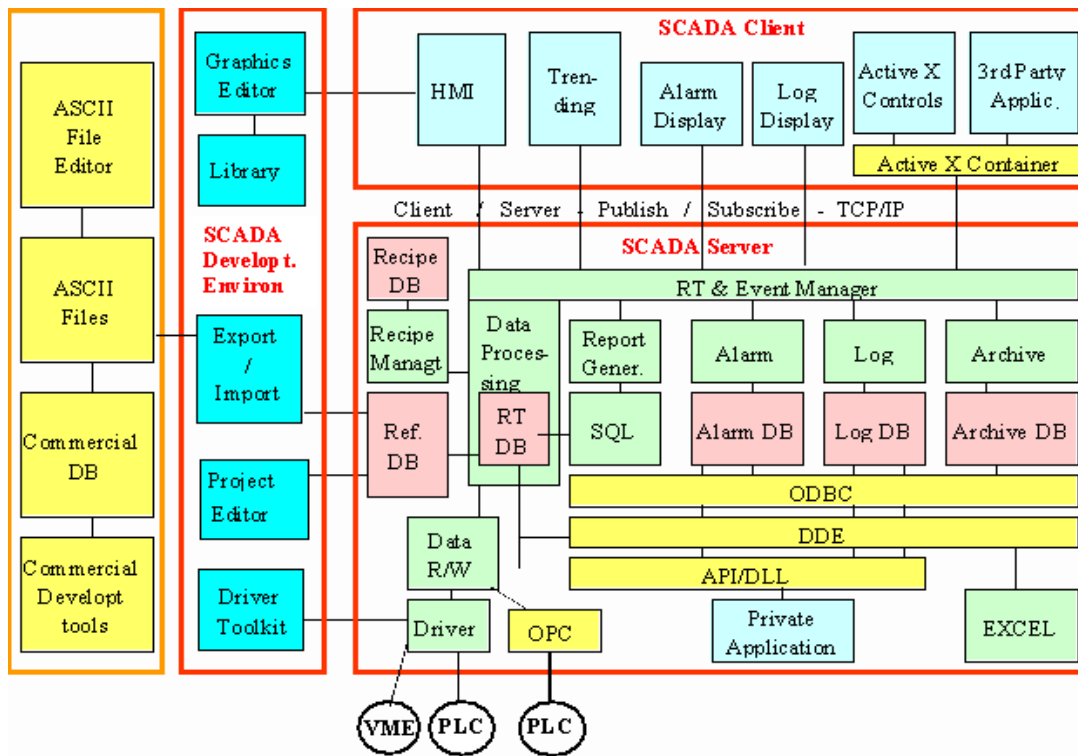 ASCII
File
Editor
ASCII
Files
Commercial
DB
Commercial
Developt
tools
Graphics
Editor
Library
SCADA
Developt.
Environ
Export
/
Import
Project
Editor
Driver
Toolkit
SCADA Client
HMI
Tren-
ding
Alarm
Display
Log
Display
Active X
Controls
3rd Party
Applic.
Active X Container
Client / Server - Publish / Subscribe - TCP/IP
SCADA Server
Recipe
DB
RT & Event Manager
Recipe
Managt
Data
Proces-
sing
Report
Gener.
Alarm
Log
Archive
Ref.
DB
RT
DB
SQL
Alarm DB
Log DB
Archive DB
ODBC
Data
R/W
DDE
API/DLL
Driver
OPC
Private
Application
EXCEL
VME
PLC
PLC